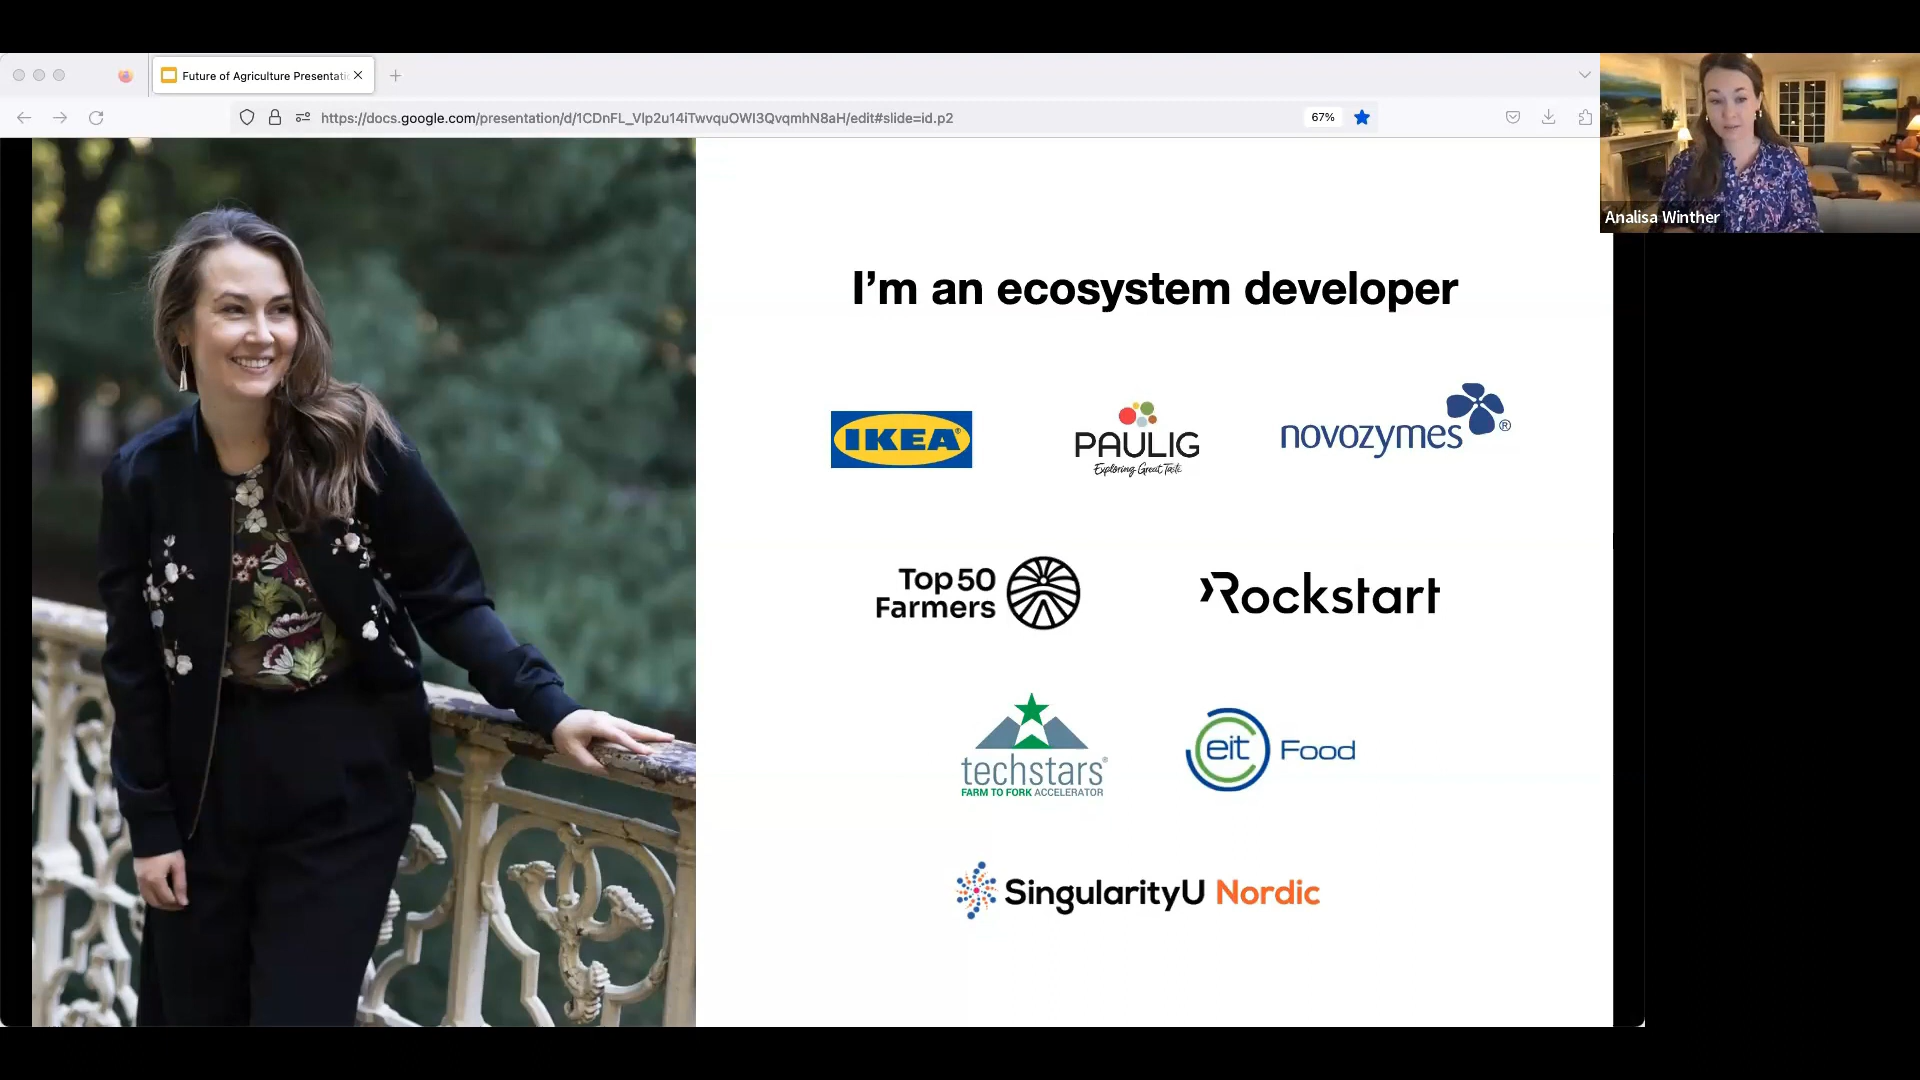 Future of Agriculture Presentati
https://docs.google.com/presentation/d/1CDnFL_Vlp2u14iTwvquOWI3QvqmhN8aH/edit#slide=id.p2
67%
Analisa Winther
I'm an ecosystem developer
IKEA®
PAULIG
Exploring Great Taste
novozymes®
Top 50
Farmers
Rockstart
techstars®
FARM TO FORK ACCELERATOR
eit Food
SingularityU Nordic